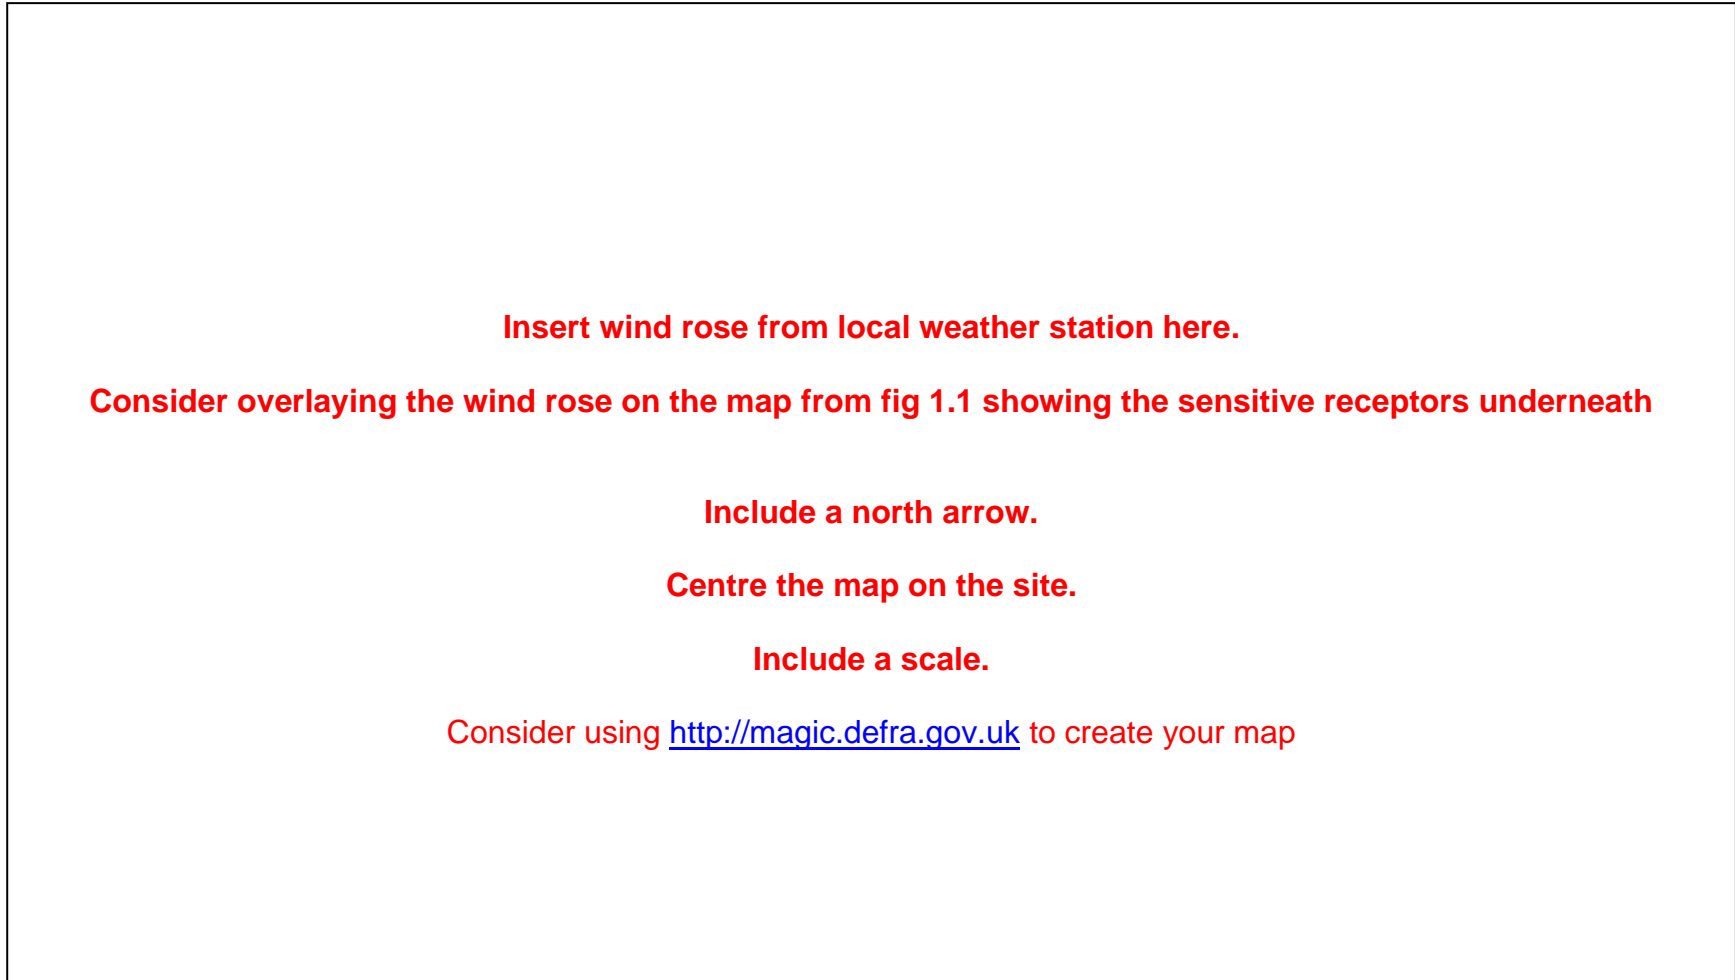 Insert wind rose from local weather station here.
Consider overlaying the wind rose on the map from fig 1.1 showing the sensitive receptors underneath
Include a north arrow.
Centre the map on the site.
Include a scale.
Consider using http://magic.defra.gov.uk to create your map